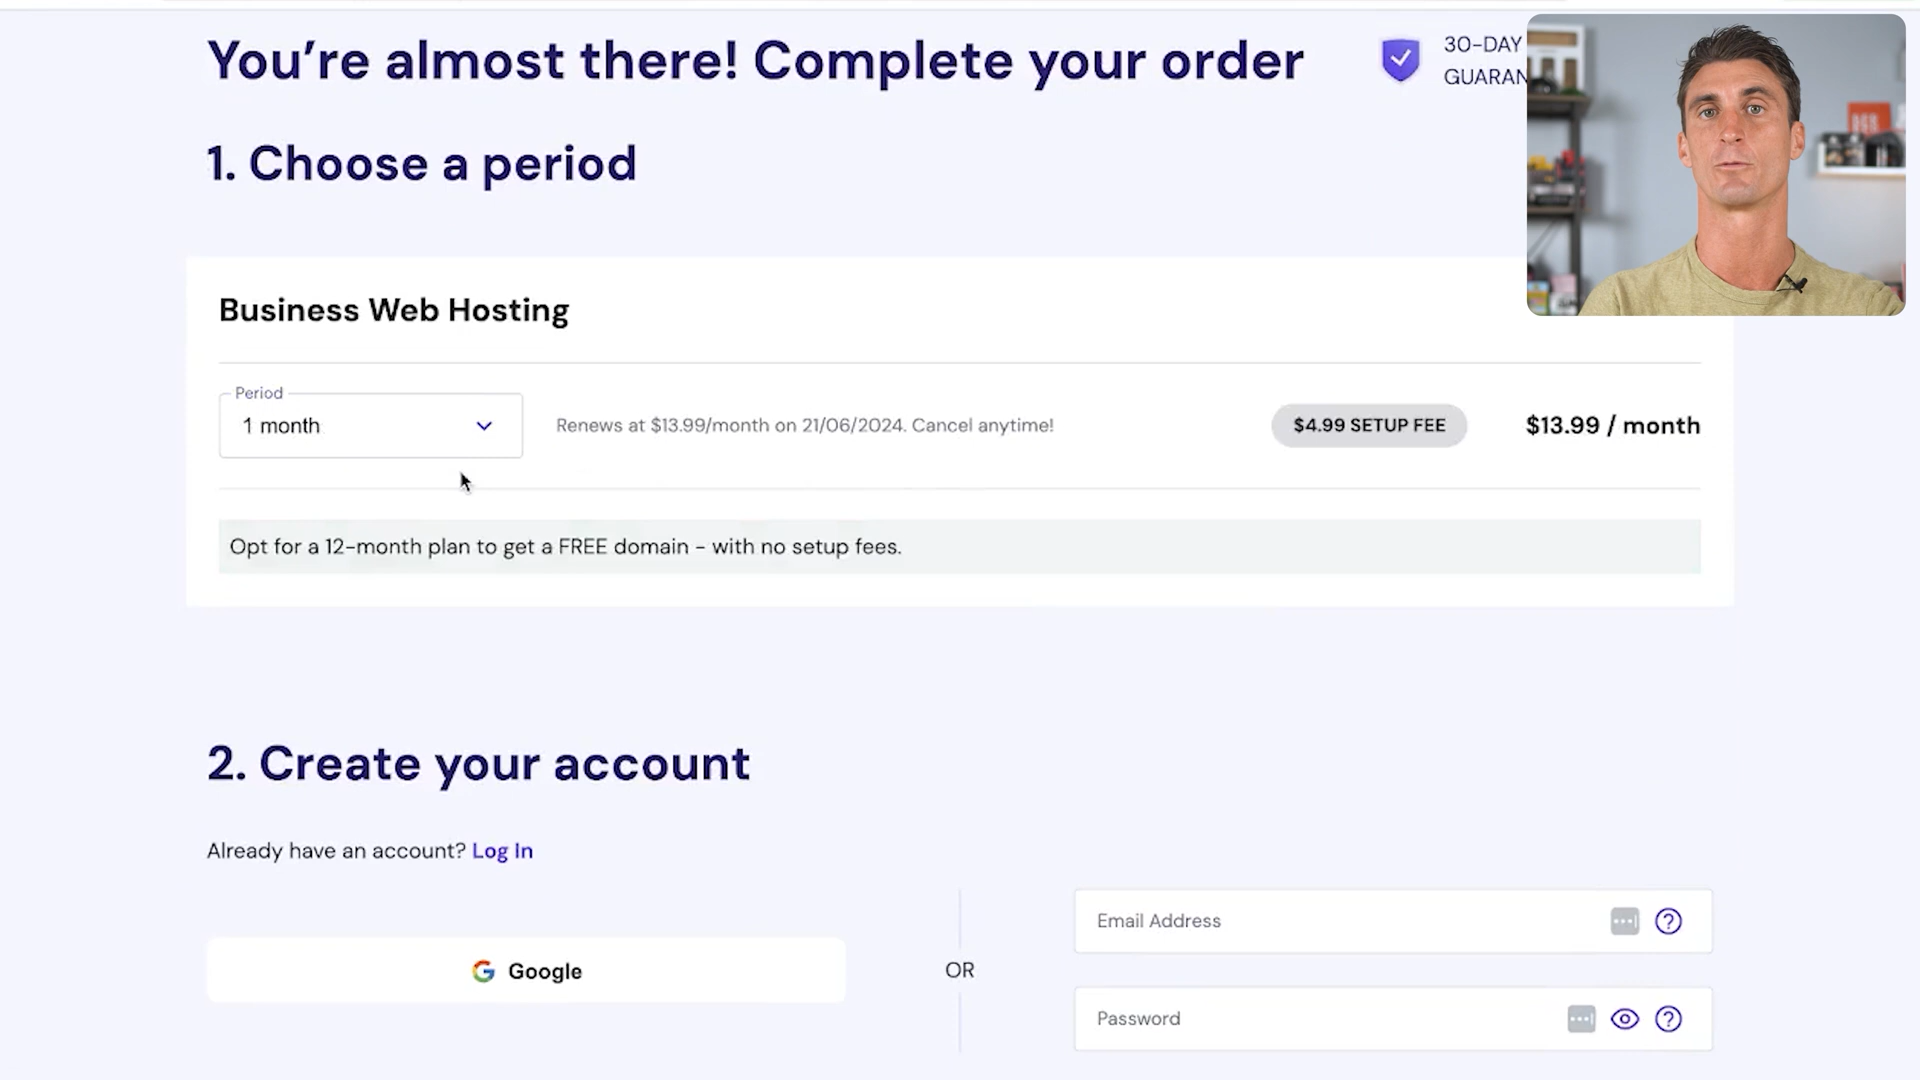 You're almost there! Complete your order
30-DAY
1. Choose a period
Business Web Hosting
Period
1 month
Renews at $13.99/month on 21/06/2024. Cancel anytime!
$4.99 SETUP FEE
$13.99 / month
Opt for a 12-month plan to get a FREE domain - with no setup fees.
2. Create your account
Already have an account? Log In
Google
OR
Email Address
Password